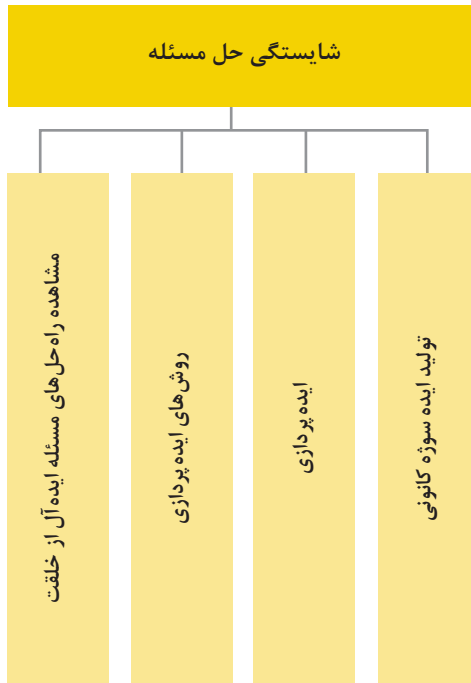 شایستگی حل مسئله
تولید ایده سوژه کانونی
ایده پردازی
روش‌های ایده پردازی
مشاهده راه‌حل‌های مسئله ایده‌آل از خلقت